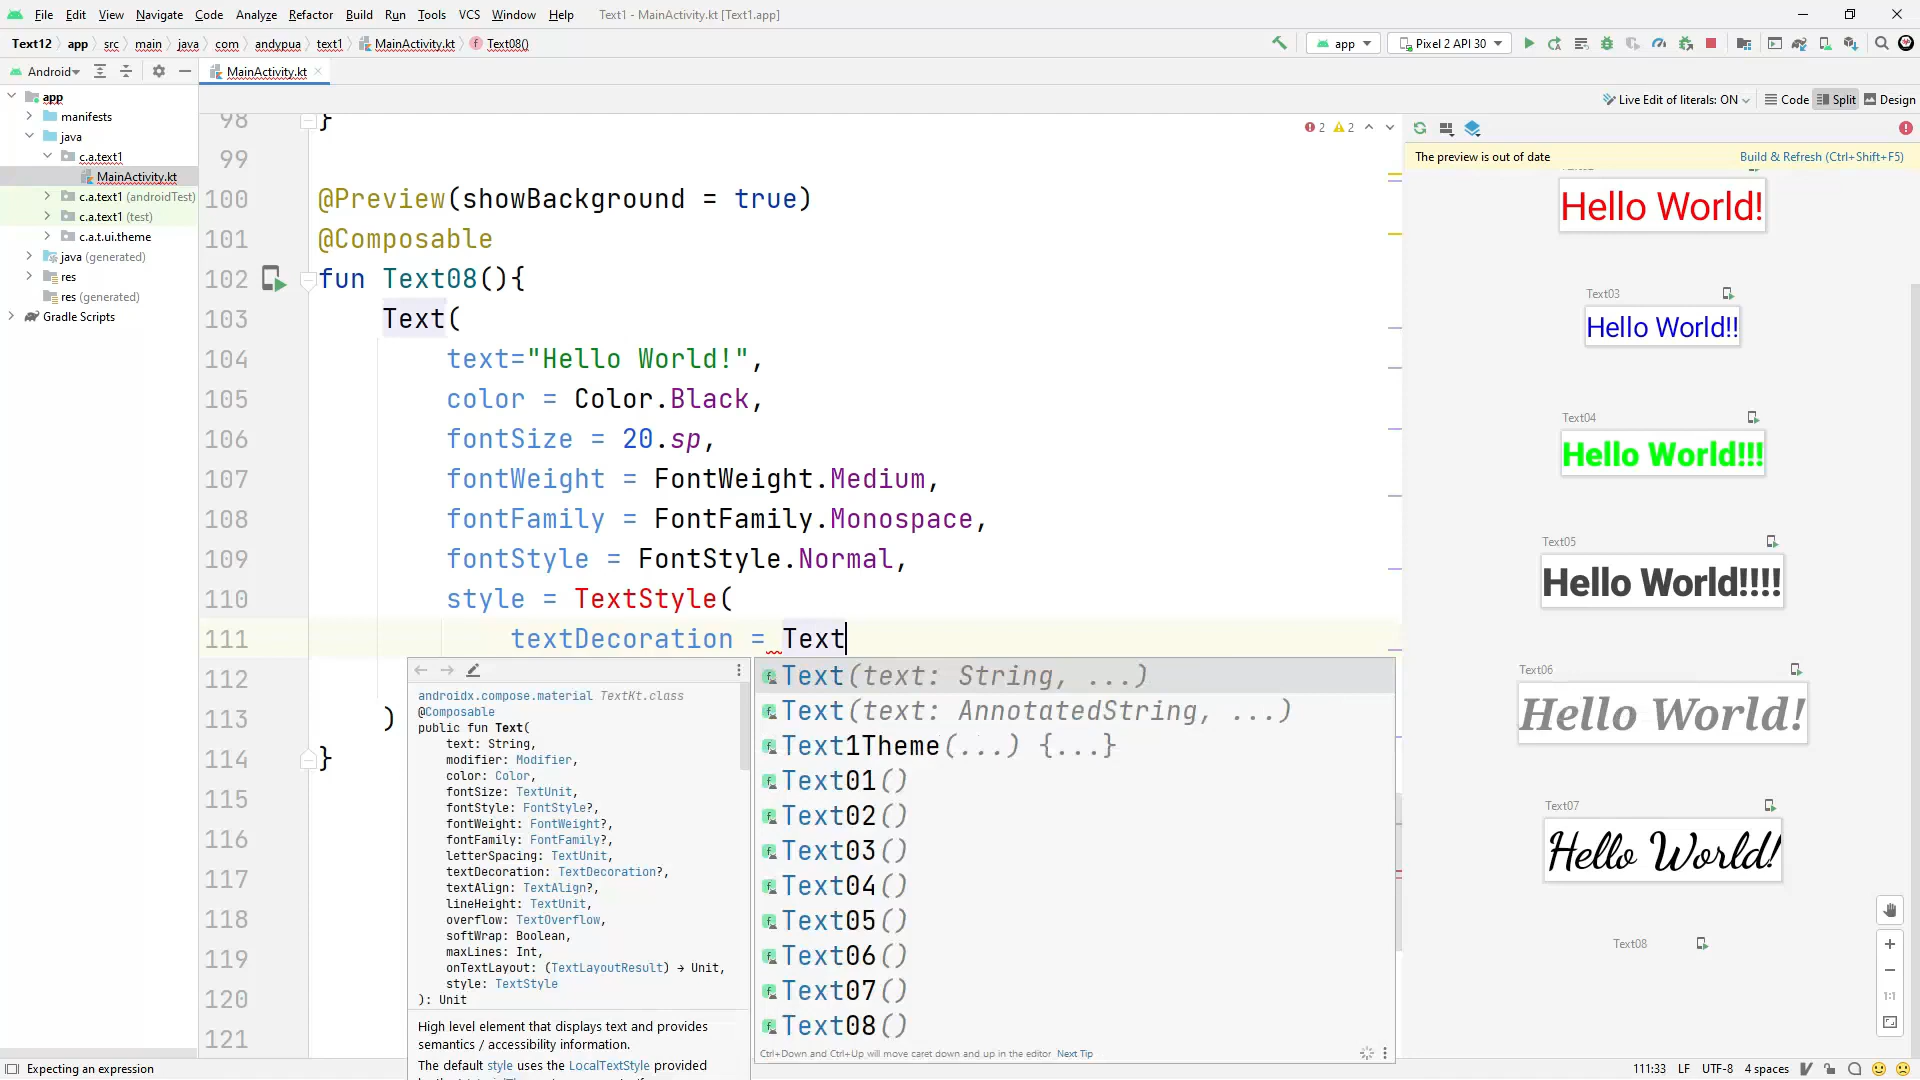 File Edit View Navigate Code Analyze Refactor Build Run Tools VCS Window Help Text1 - MainActivity.kt [Text1.app]
Text12 app src main java com andypua text1 MainActivity.kt Text08() app Pixel 2 API 30
Android MainActivity.kt
Live Edit of literals: ON Code Split Design
app
manifests
java
c.a.text1
MainActivity.kt
c.a.text1 (androidTest)
c.a.text1 (test)
c.a.t.ui.theme
java (generated)
res
res (generated)
Gradle Scripts
2 2
98 }
99
100 @Preview(showBackground = true)
101 @Composable
102 fun Text08(){
103 Text(
104 text="Hello World!",
105 color = Color.Black,
106 fontSize = 20.sp,
107 fontWeight = FontWeight.Medium,
108 fontFamily = FontFamily.Monospace,
109 fontStyle = FontStyle.Normal,
110 style = TextStyle(
111 textDecoration = Text
112
113 )
114 }
115
116
117
118
119
120
121
androidx.compose.material TextKt.class
@Composable
public fun Text(
text: String,
modifier: Modifier,
color: Color,
fontSize: TextUnit,
fontStyle: FontStyle?,
fontWeight: FontWeight?,
fontFamily: FontFamily?,
letterSpacing: TextUnit,
textDecoration: TextDecoration?,
textAlign: TextAlign?,
lineHeight: TextUnit,
overflow: TextOverflow,
softWrap: Boolean,
maxLines: Int,
onTextLayout: (TextLayoutResult) → Unit,
style: TextStyle
): Unit
High level element that displays text and provides
semantics / accessibility information.
The default style uses the LocalTextStyle provided
Text(text: String, ...)
Text(text: AnnotatedString, ...)
Text1Theme(...) {...}
Text01()
Text02()
Text03()
Text04()
Text05()
Text06()
Text07()
Text08()
Ctrl+Down and Ctrl+Up will move caret down and up in the editor Next Tip
The preview is out of date Build & Refresh (Ctrl+Shift+F5)
Hello World!
Text03
Hello World!!
Text04
Hello World!!!
Text05
Hello World!!!!
Text06
Hello World!
Text07
Hello World!
Text08
1:1
Expecting an expression 111:33 LF UTF-8 4 spaces